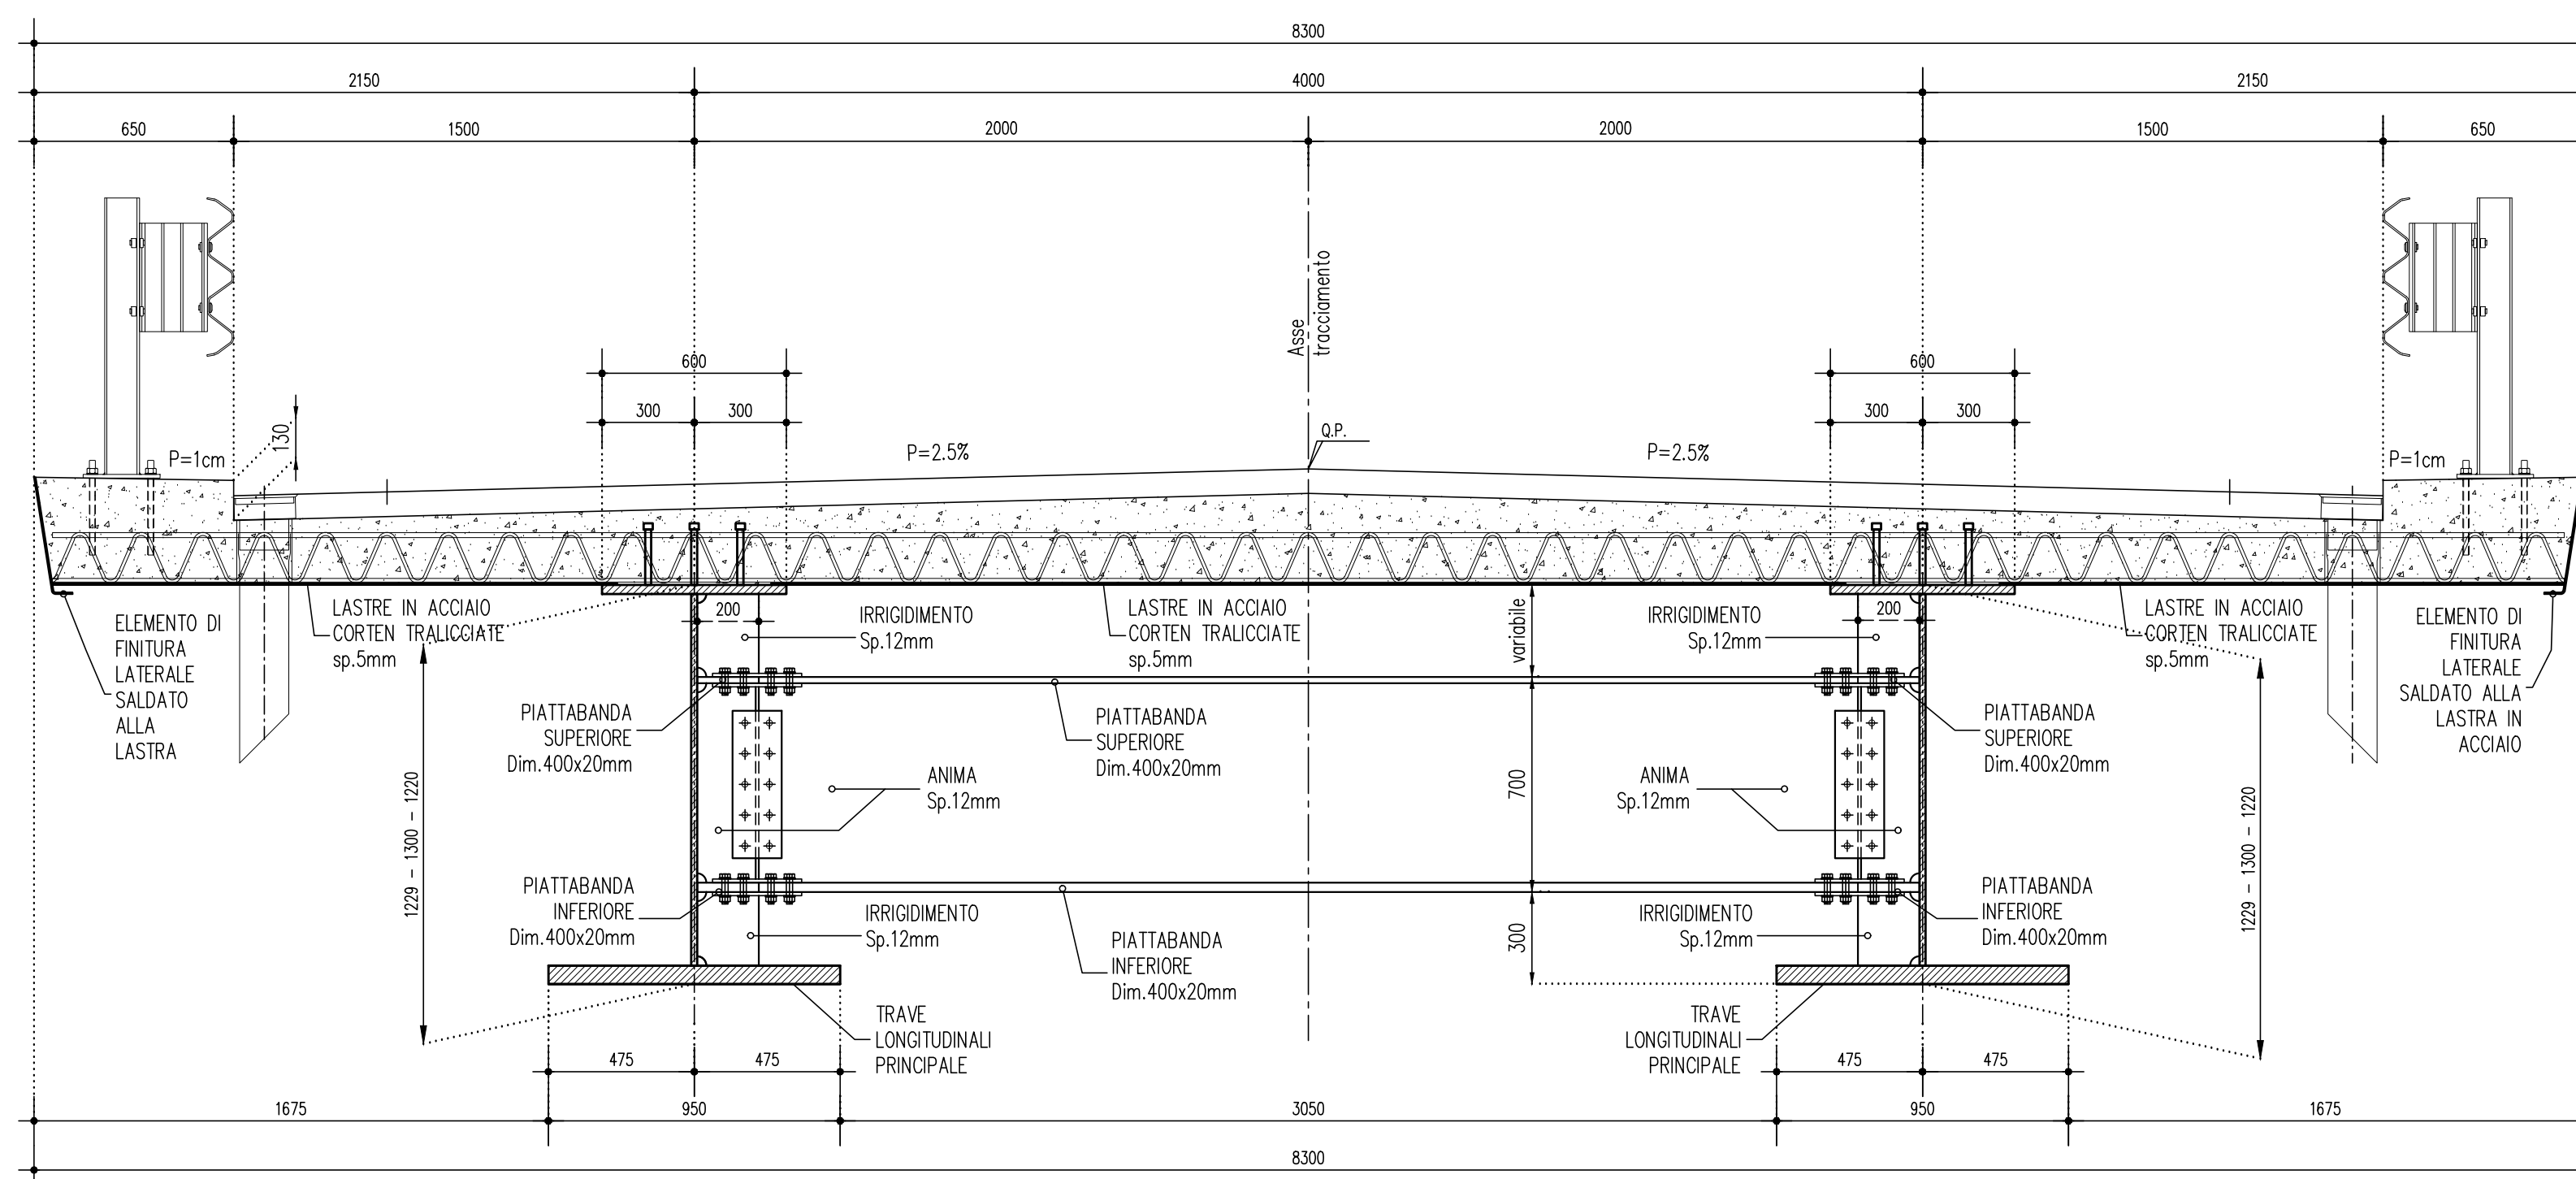 8300
2150
4000
2150
650
1500
2000
2000
1500
650
Asse
tracciamento
600
300
300
600
300
300
130
P=1cm
P=2.5%
Q.P.
P=2.5%
P=1cm
ELEMENTO DI
FINITURA
LATERALE
SALDATO
ALLA
LASTRA
LASTRE IN ACCIAIO
CORTEN TRALICCIATE
sp.5mm
200
IRRIGIDIMENTO
Sp.12mm
LASTRE IN ACCIAIO
CORTEN TRALICCIATE
sp.5mm
variabile
IRRIGIDIMENTO
Sp.12mm
200
LASTRE IN ACCIAIO
CORTEN TRALICCIATE
sp.5mm
ELEMENTO DI
FINITURA
LATERALE
SALDATO ALLA
LASTRA IN
ACCIAIO
PIATTABANDA
SUPERIORE
Dim.400x20mm
PIATTABANDA
SUPERIORE
Dim.400x20mm
PIATTABANDA
SUPERIORE
Dim.400x20mm
ANIMA
Sp.12mm
700
ANIMA
Sp.12mm
1229 - 1300 - 1220
1229 - 1300 - 1220
PIATTABANDA
INFERIORE
Dim.400x20mm
IRRIGIDIMENTO
Sp.12mm
PIATTABANDA
INFERIORE
Dim.400x20mm
300
IRRIGIDIMENTO
Sp.12mm
PIATTABANDA
INFERIORE
Dim.400x20mm
TRAVE
LONGITUDINALI
PRINCIPALE
TRAVE
LONGITUDINALI
PRINCIPALE
475
475
475
475
1675
950
3050
950
1675
8300